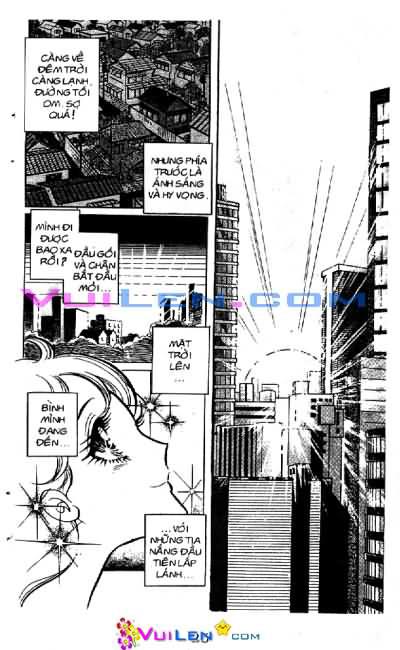 CÀNG VỀ
ĐÊM TRỜI
CÀNG LẠNH.
ĐƯỜNG TỐI
OM. SỢ
QUÁ!
NHƯNG PHÍA
TRƯỚC LÀ
ÁNH SÁNG
VÀ HY VỌNG.
MÌNH ĐI
ĐƯỢC
BAO XA
RỒI?
ĐẦU GỐI
VÀ CHÂN
BẮT ĐẦU
MỎI...
VUILEN.COM
MẶT
TRỜI
LÊN
...
BÌNH
MINH
ĐANG
ĐẾN...
...VỚI
NHỮNG TIA
NẮNG ĐẦU
TIÊN LẤP
LÁNH...
VUILEN.COM